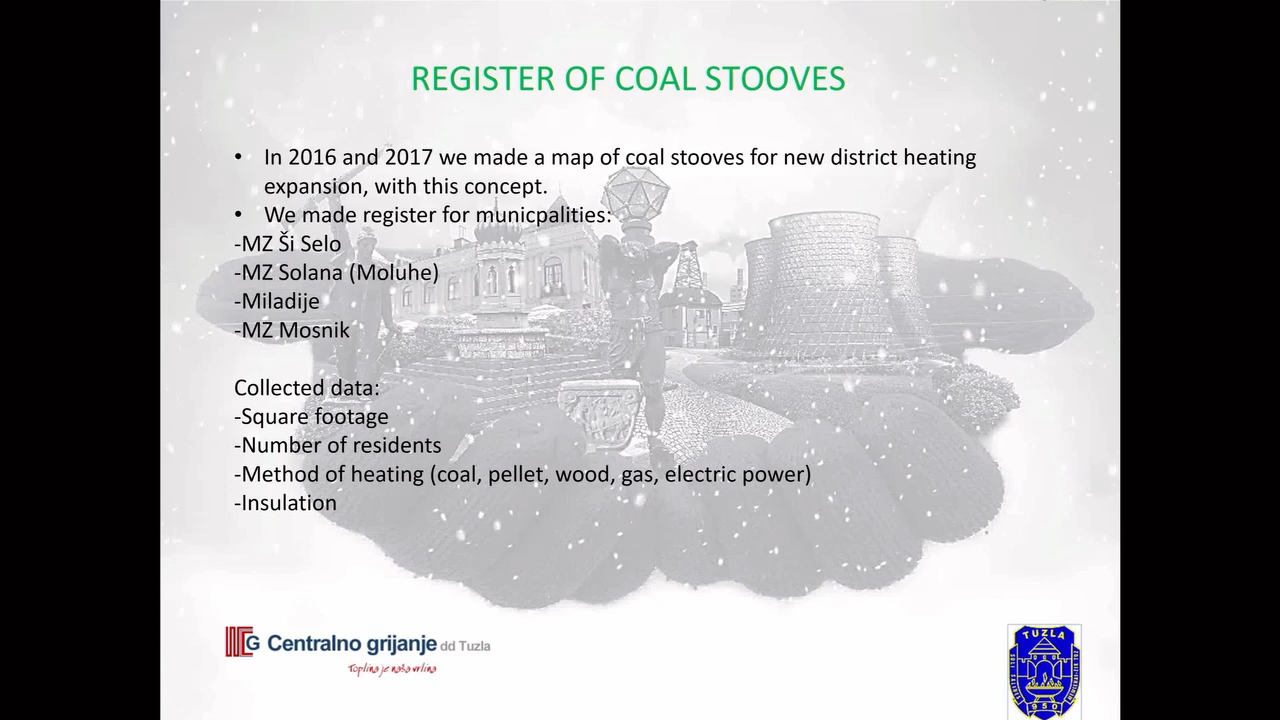 REGISTER OF COAL STOOVES
• In 2016 and 2017 we made a map of coal stooves for new district heating
expansion, with this concept.
• We made register for municpalities:
-MZ Ši Selo
-MZ Solana (Moluhe)
-Miladije
-MZ Mosnik
Collected data:
-Square footage
-Number of residents
-Method of heating (coal, pellet, wood, gas, electric power)
-Insulation
CG Centralno grijanje dd Tuzla
Toplina je naša vrlina
TUZLA
950